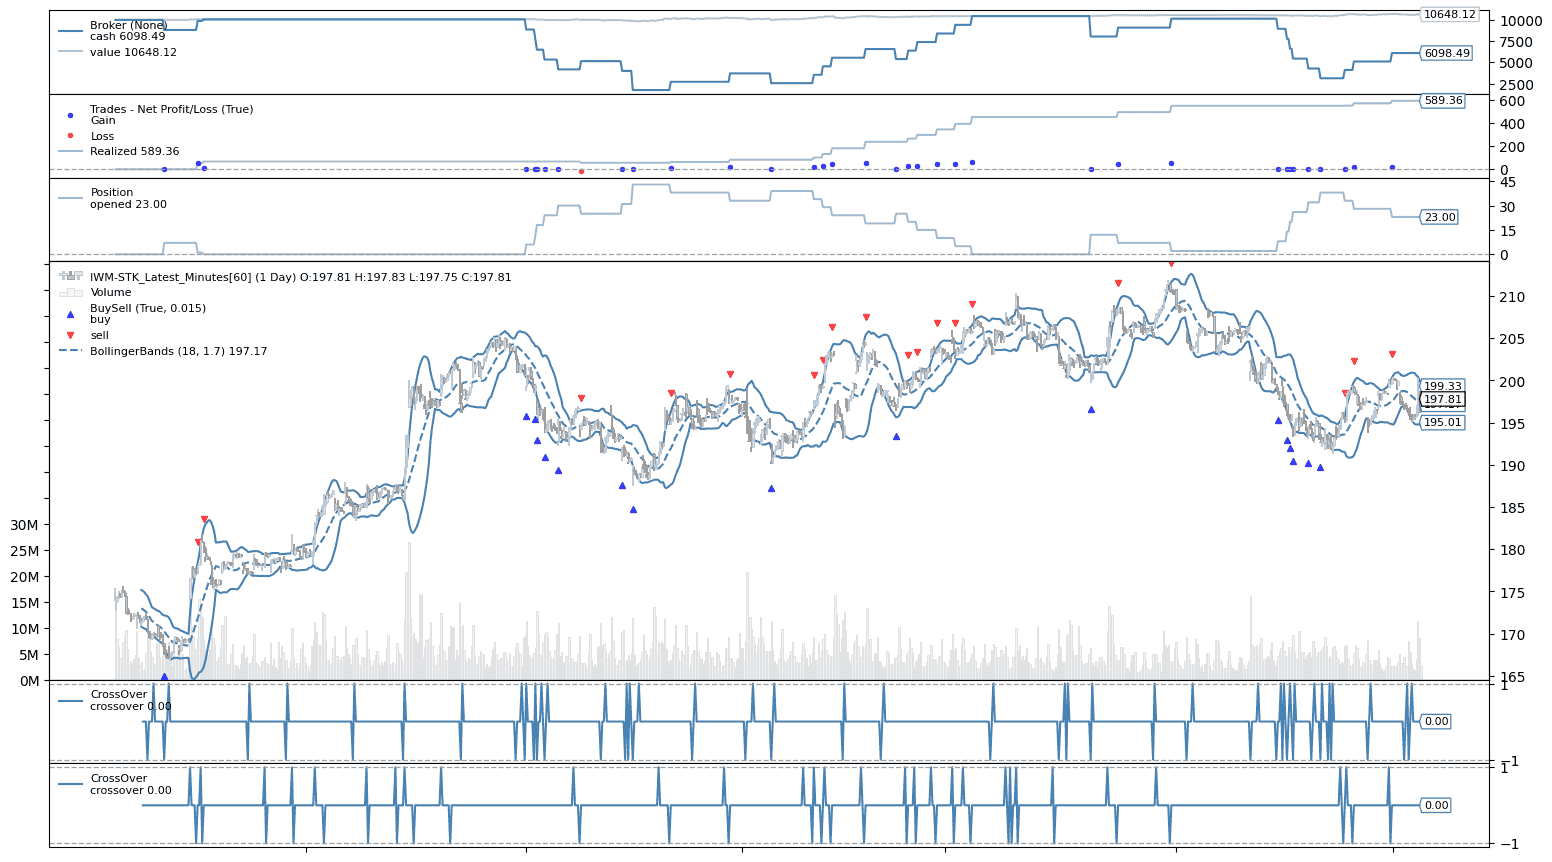 Broker (None)
cash 6098.49
value 10648.12
10648.12
10000
7500
6098.49
5000
2500
Trades - Net Profit/Loss (True)
Gain
Loss
Realized 589.36
589.36
600
400
200
0
Position
opened 23.00
45
30
23.00
15
0
IWM-STK_Latest_Minutes[60] (1 Day) O:197.81 H:197.83 L:197.75 C:197.81
Volume
BuySell (True, 0.015)
buy
sell
BollingerBands (18, 1.7) 197.17
210
205
200
199.33
197.81
195.01
195
190
185
180
175
170
165
30M
25M
20M
15M
10M
5M
0M
CrossOver
crossover 0.00
1
0.00
−1
CrossOver
crossover 0.00
1
0.00
−1